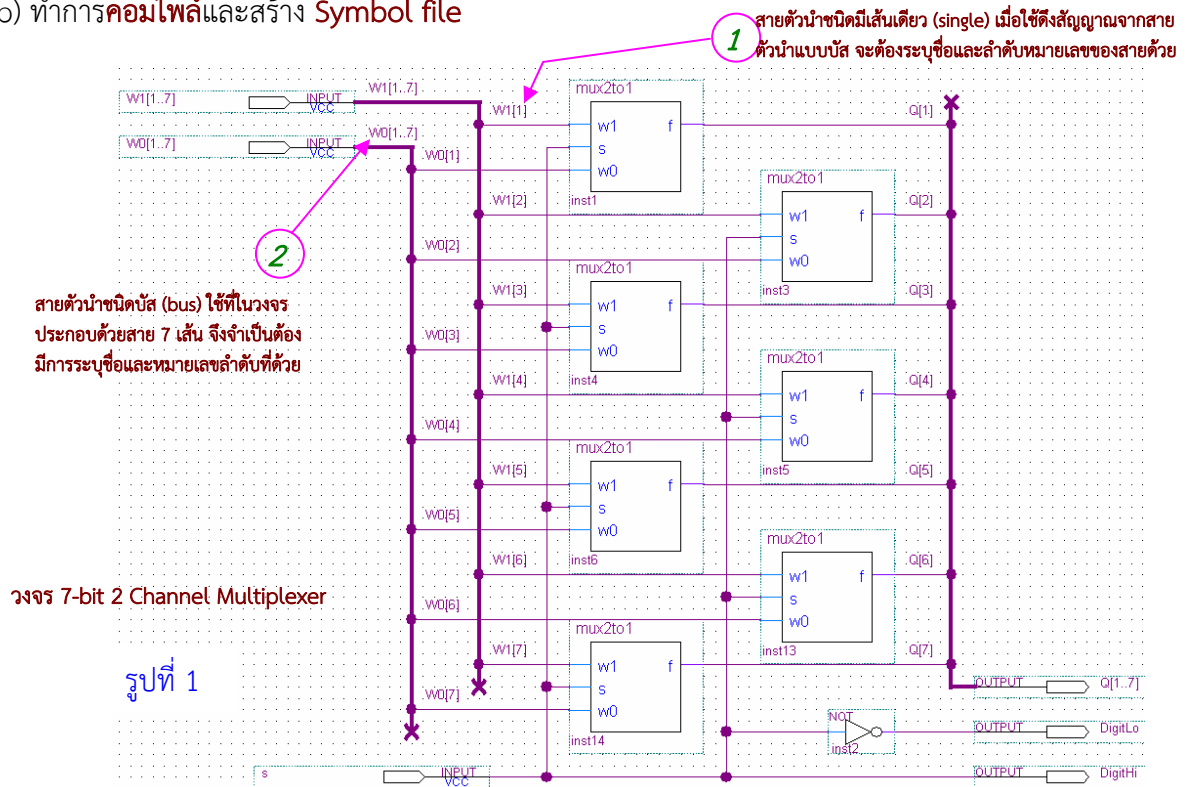 b) ทำการคอมไพล์และสร้าง Symbol file
1
สายตัวนำชนิดมีเส้นเดียว (single) เมื่อใช้ดึงสัญญาณจากสาย
ตัวนำแบบบัส จะต้องระบุชื่อและลำดับหมายเลขของสายด้วย
W1[1..7]
INPUT
VCC
W1[1..7]
W0[1..7]
INPUT
VCC
W0[1..7]
2
สายตัวนำชนิดบัส (bus) ใช้ที่ในวงจร
ประกอบด้วยสาย 7 เส้น จึงจำเป็นต้อง
มีการระบุชื่อและหมายเลขลำดับที่ด้วย
W1[1]
W0[1]
mux2to1
w1
f
s
w0
inst1
Q[1]
W1[2]
W0[2]
mux2to1
w1
f
s
w0
inst3
Q[2]
W1[3]
W0[3]
mux2to1
w1
f
s
w0
inst4
Q[3]
W1[4]
W0[4]
mux2to1
w1
f
s
w0
inst5
Q[4]
W1[5]
W0[5]
mux2to1
w1
f
s
w0
inst6
Q[5]
W1[6]
W0[6]
mux2to1
w1
f
s
w0
inst13
Q[6]
W1[7]
W0[7]
mux2to1
w1
f
s
w0
inst14
Q[7]
วงจร 7-bit 2 Channel Multiplexer
รูปที่ 1
OUTPUT
Q[1..7]
NOT
inst2
OUTPUT
DigitLo
s
INPUT
VCC
OUTPUT
DigitHi